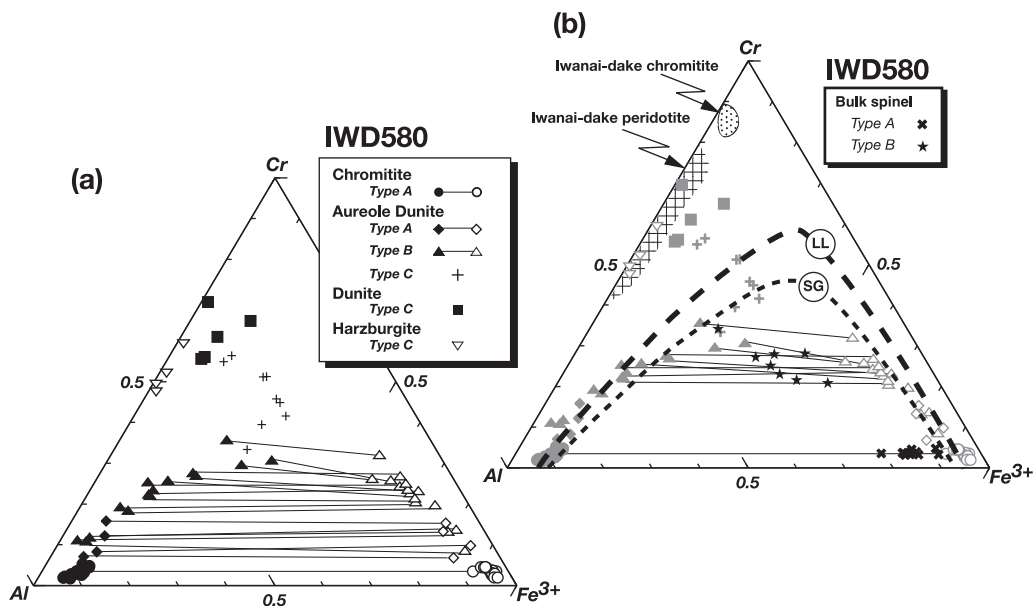 (a)
IWD580
Chromitite
Type A
Aureole Dunite
Type A
Type B
Type C
Dunite
Type C
Harzburgite
Type C
Cr
0.5
0.5
Al
0.5
Fe3+
(b)
Cr
IWD580
Bulk spinel
Type A
Type B
Iwanai-dake chromitite
Iwanai-dake peridotite
0.5
0.5
LL
SG
Al
0.5
Fe3+